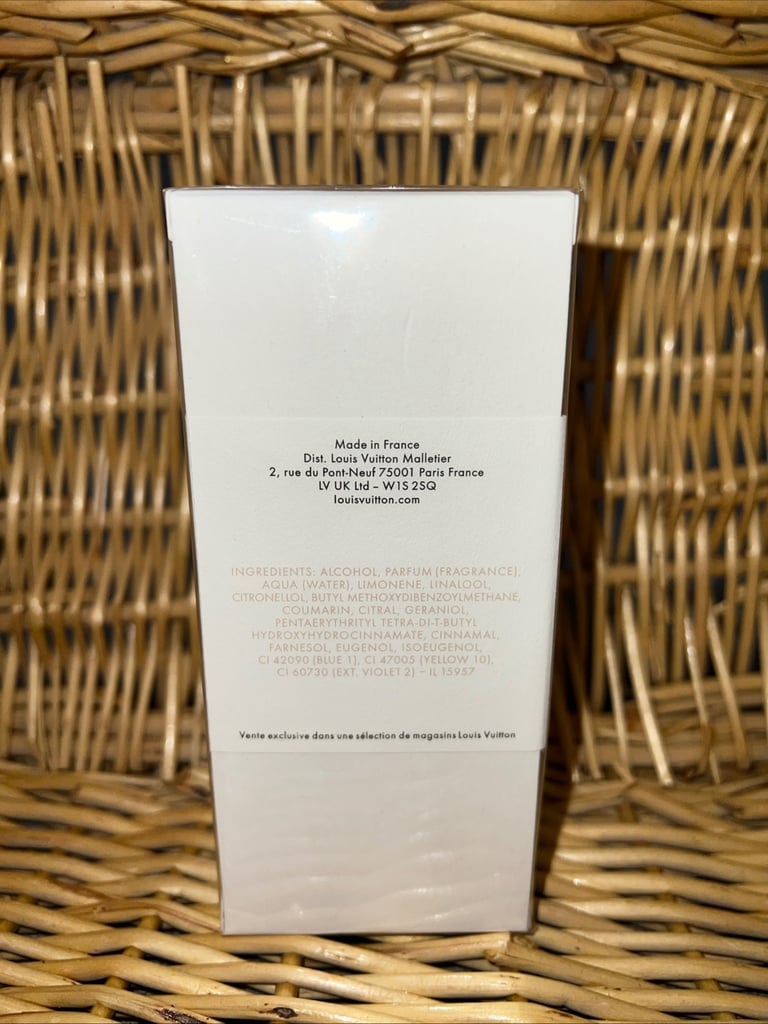 Made in France
Dist. Louis Vuitton Malletier
2, rue du Pont-Neuf 75001 Paris France
LV UK Ltd – W1S 2SQ
louisvuitton.com
INGREDIENTS: ALCOHOL, PARFUM (FRAGRANCE),
AQUA (WATER), LIMONENE, LINALOOL,
CITRONELLOL, BUTYL METHOXYDIBENZOYLMETHANE,
COUMARIN, CITRAL, GERANIOL,
PENTAERYTHRITYL TETRA-DI-T-BUTYL
HYDROXYHYDROCINNAMATE, CINNAMAL,
FARNESOL, EUGENOL, ISOEUGENOL,
CI 42090 (BLUE 1), CI 47005 (YELLOW 10),
CI 60730 (EXT. VIOLET 2) – IL 15957
Vente exclusive dans une sélection de magasins Louis Vuitton